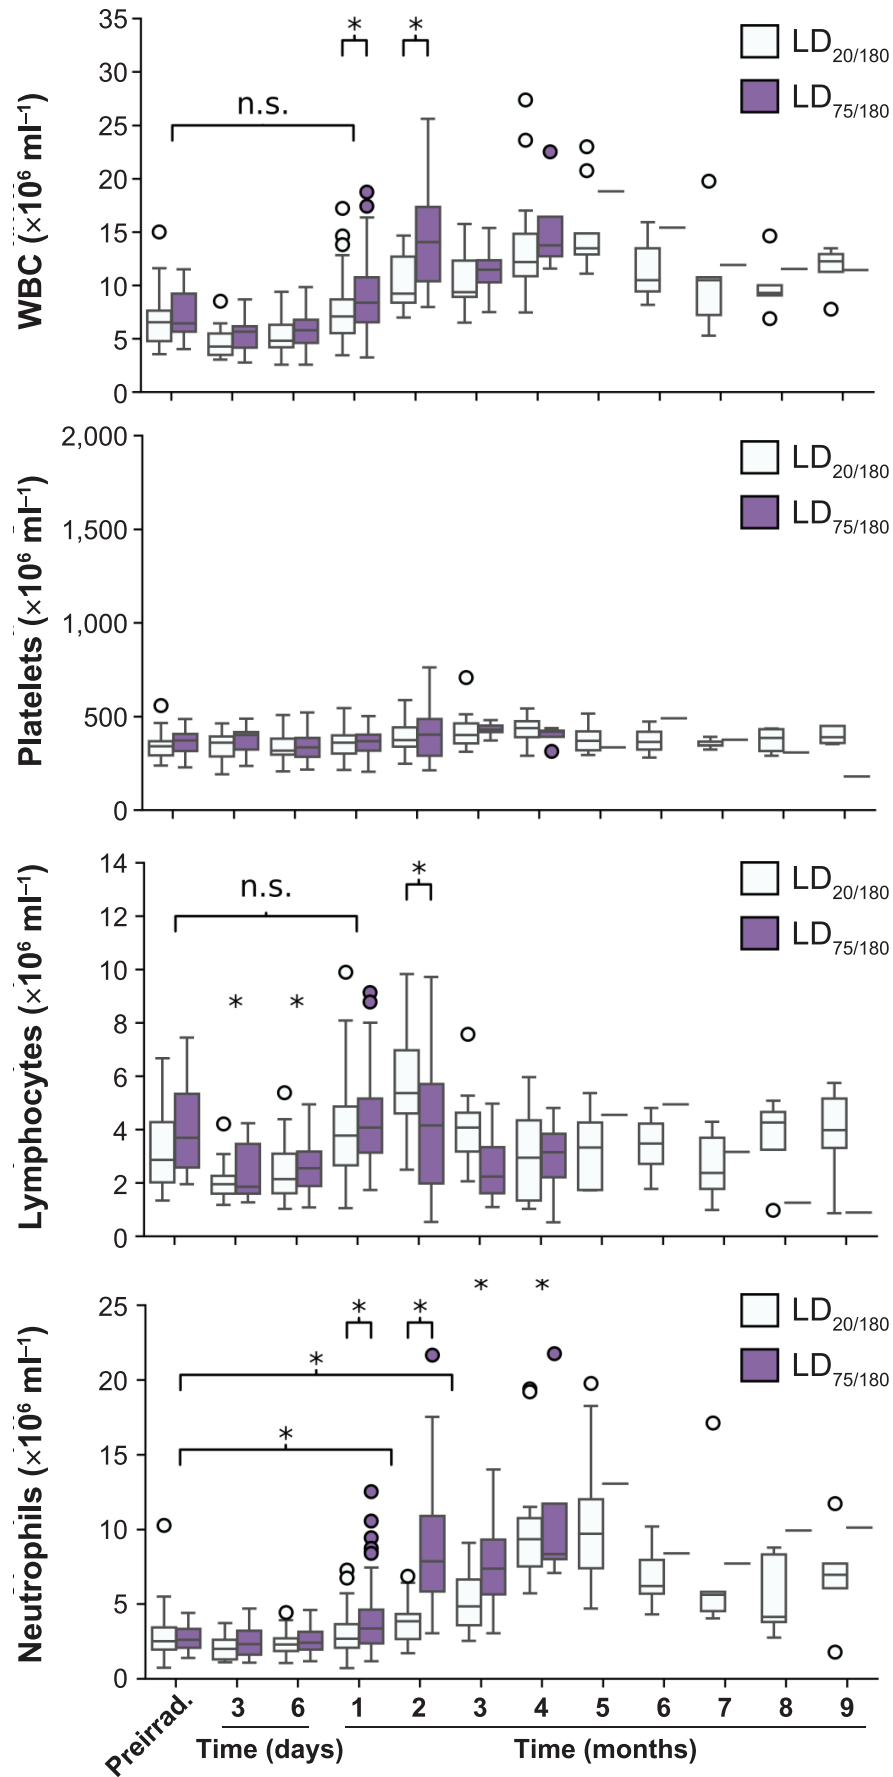 WBC (×10⁶ ml⁻¹)
35
30
25
20
15
10
5
0
n.s.
*
*
LD20/180
LD75/180
Platelets (×10⁶ ml⁻¹)
2,000
1,500
1,000
500
0
LD20/180
LD75/180
Lymphocytes (×10⁶ ml⁻¹)
14
12
10
8
6
4
2
0
n.s.
*
*
*
LD20/180
LD75/180
Neutrophils (×10⁶ ml⁻¹)
25
20
15
10
5
0
*
*
*
*
*
*
LD20/180
LD75/180
Preirrad. 3 6 1 2 3 4 5 6 7 8 9
Time (days) Time (months)